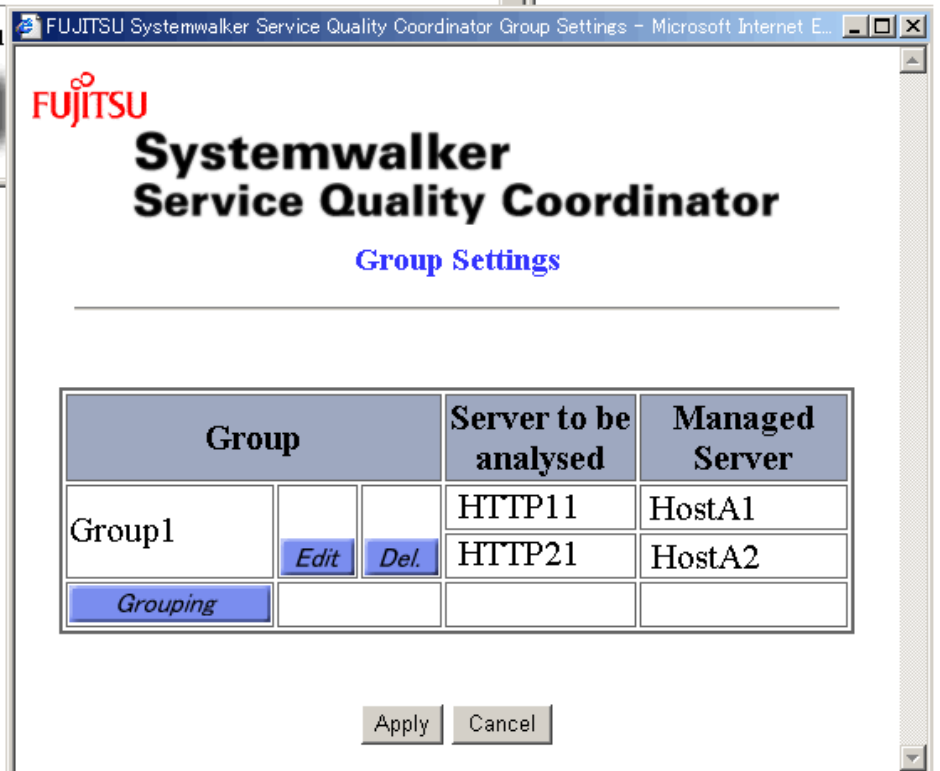 FUJITSU Systemwalker Service Quality Coordinator Group Settings - Microsoft Internet E...
FUJITSU
Systemwalker
Service Quality Coordinator
Group Settings
Group
Server to be analysed
Managed Server
Group1
Edit
Del.
HTTP11
HostA1
HTTP21
HostA2
Grouping
Apply
Cancel